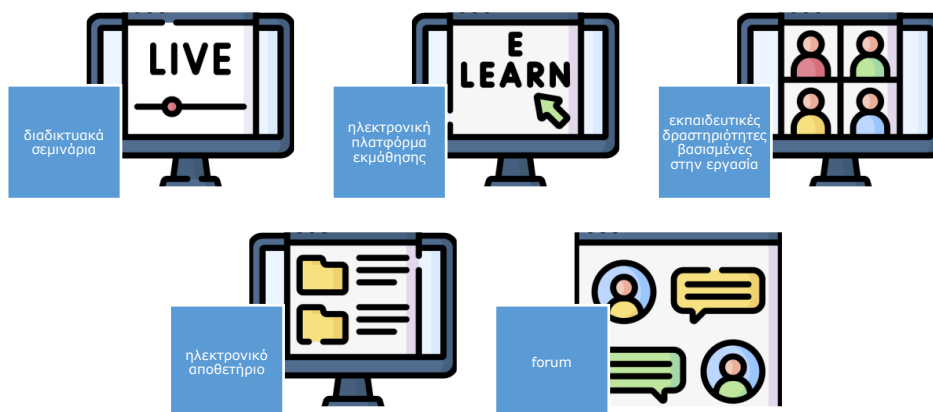 LIVE
διαδικτυακά
σεμινάρια
E
LEARN
ηλεκτρονική
πλατφόρμα
εκμάθησης
εκπαιδευτικές
δραστηριότητες
βασισμένες
στην εργασία
ηλεκτρονικό
αποθετήριο
forum